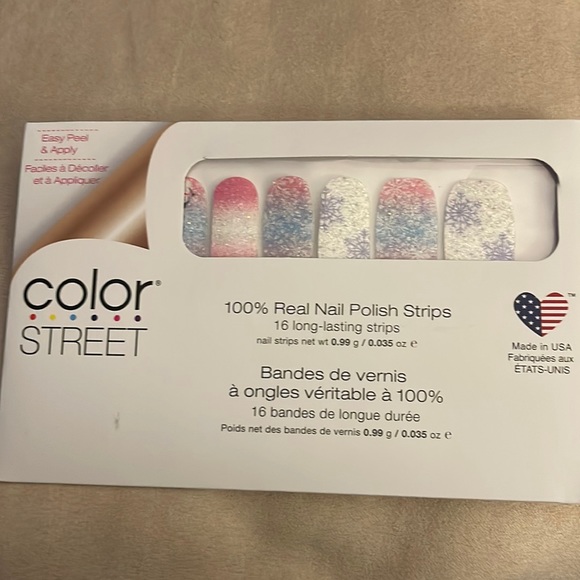 Easy Peel
& Apply
Faciles à Décoller
et à Appliquer
color®
STREET
100% Real Nail Polish Strips
16 long-lasting strips
nail strips net wt 0.99 g / 0.035 oz ℮
Bandes de vernis
à ongles véritable à 100%
16 bandes de longue durée
Poids net des bandes de vernis 0.99 g / 0.035 oz ℮
TM
Made in USA
Fabriquées aux
ÉTATS-UNIS